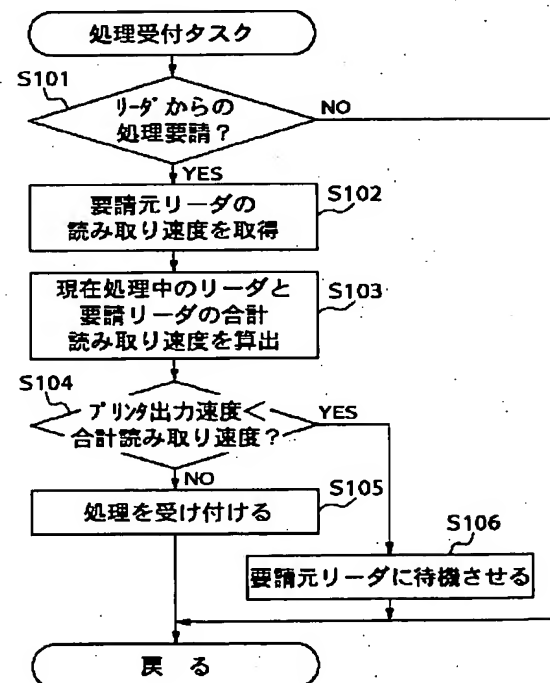 処理受付タスク
S101
リーダからの
処理要請？
NO
YES
要請元リーダの
読み取り速度を取得
S102
現在処理中のリーダと
要請リーダの合計
読み取り速度を算出
S103
S104
プリンタ出力速度＜
合計読み取り速度？
YES
NO
処理を受け付ける
S105
S106
要請元リーダに待機させる
戻る